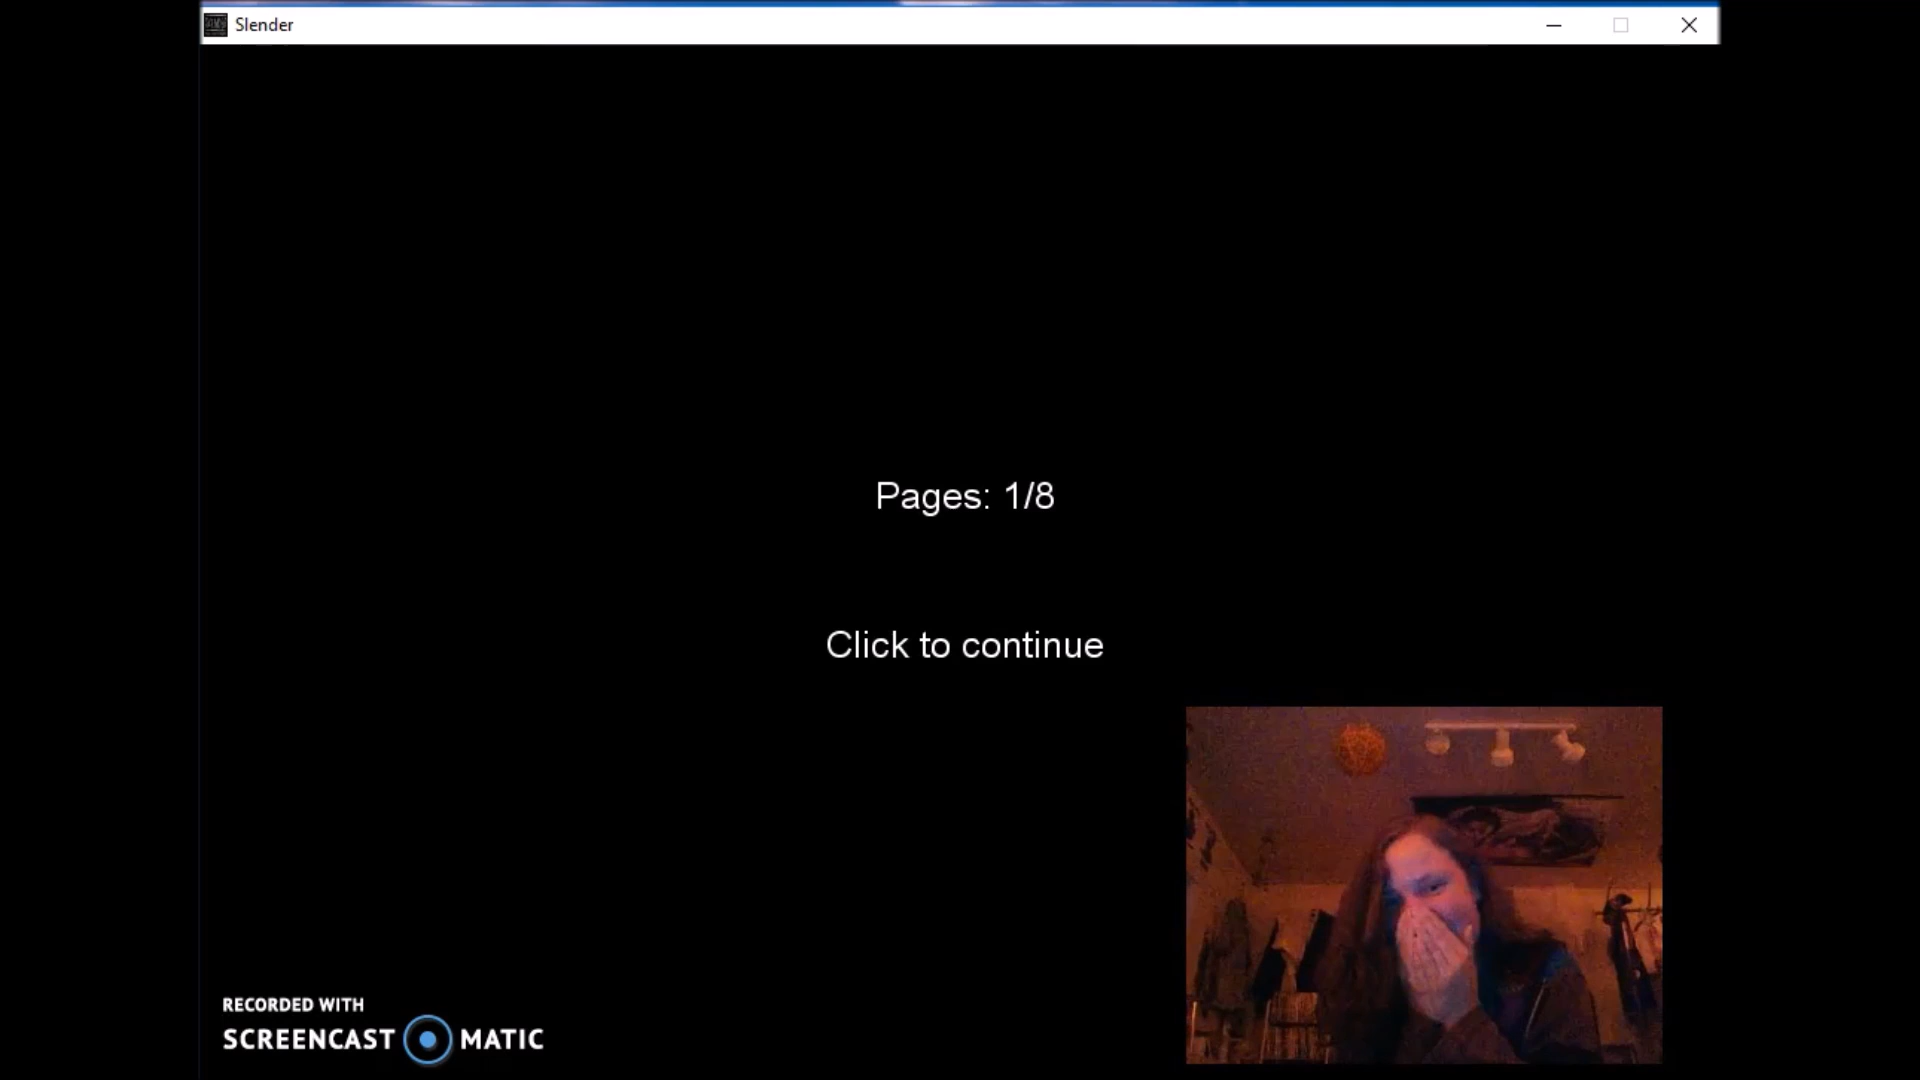 Slender
Pages: 1/8
Click to continue
RECORDED WITH
SCREENCAST MATIC